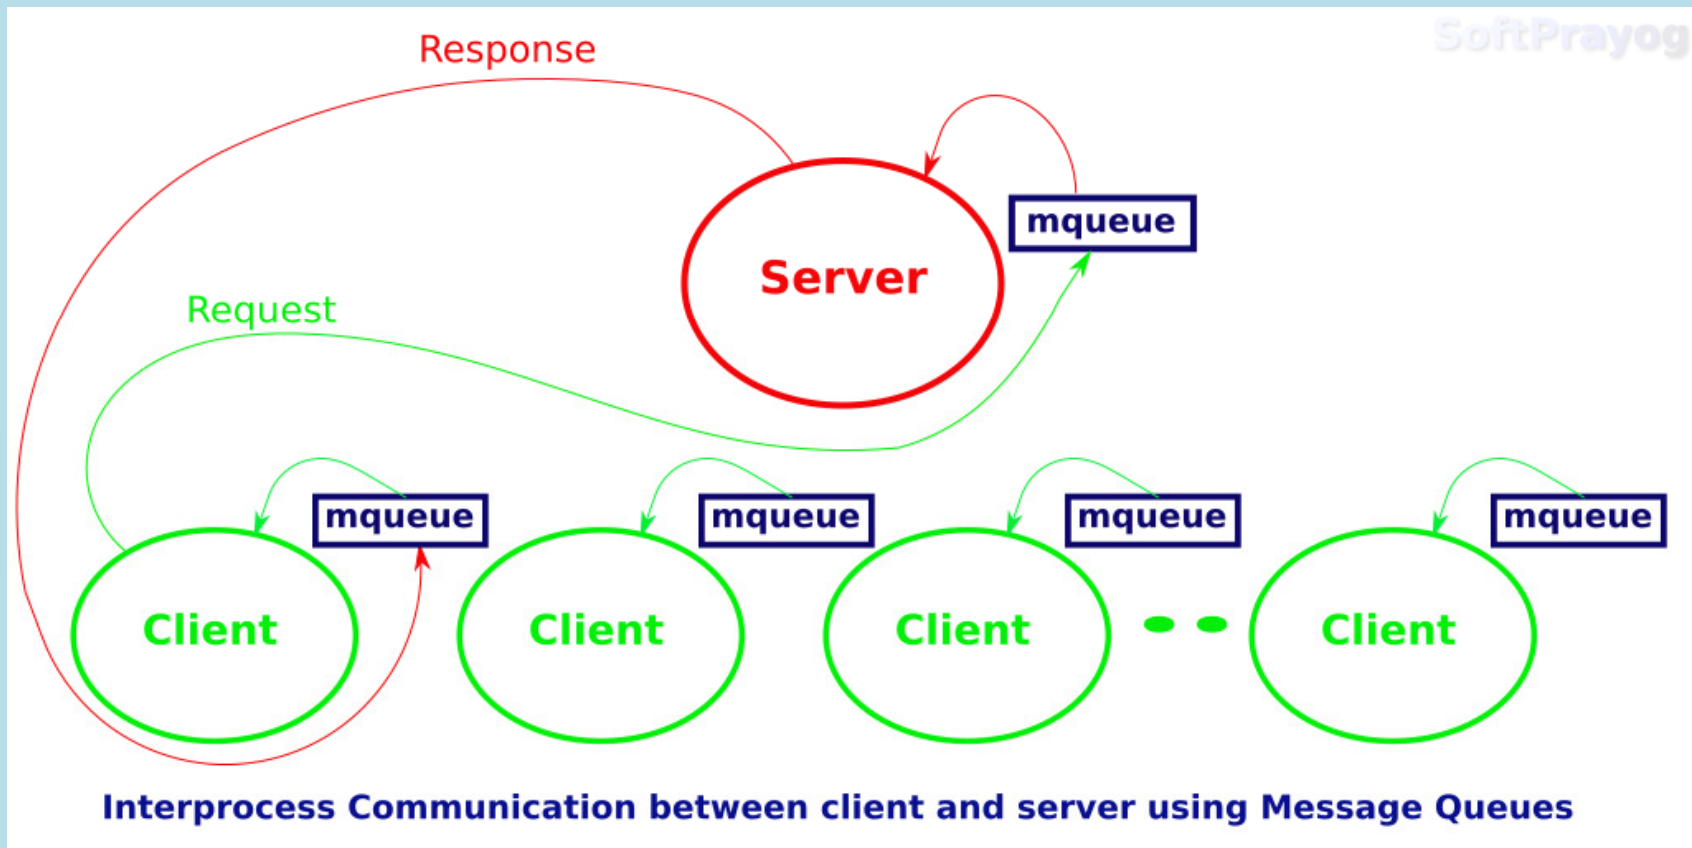 SoftPrayog
Response
mqueue
Server
Request
mqueue
mqueue
mqueue
mqueue
Client
Client
Client
Client
Interprocess Communication between client and server using Message Queues